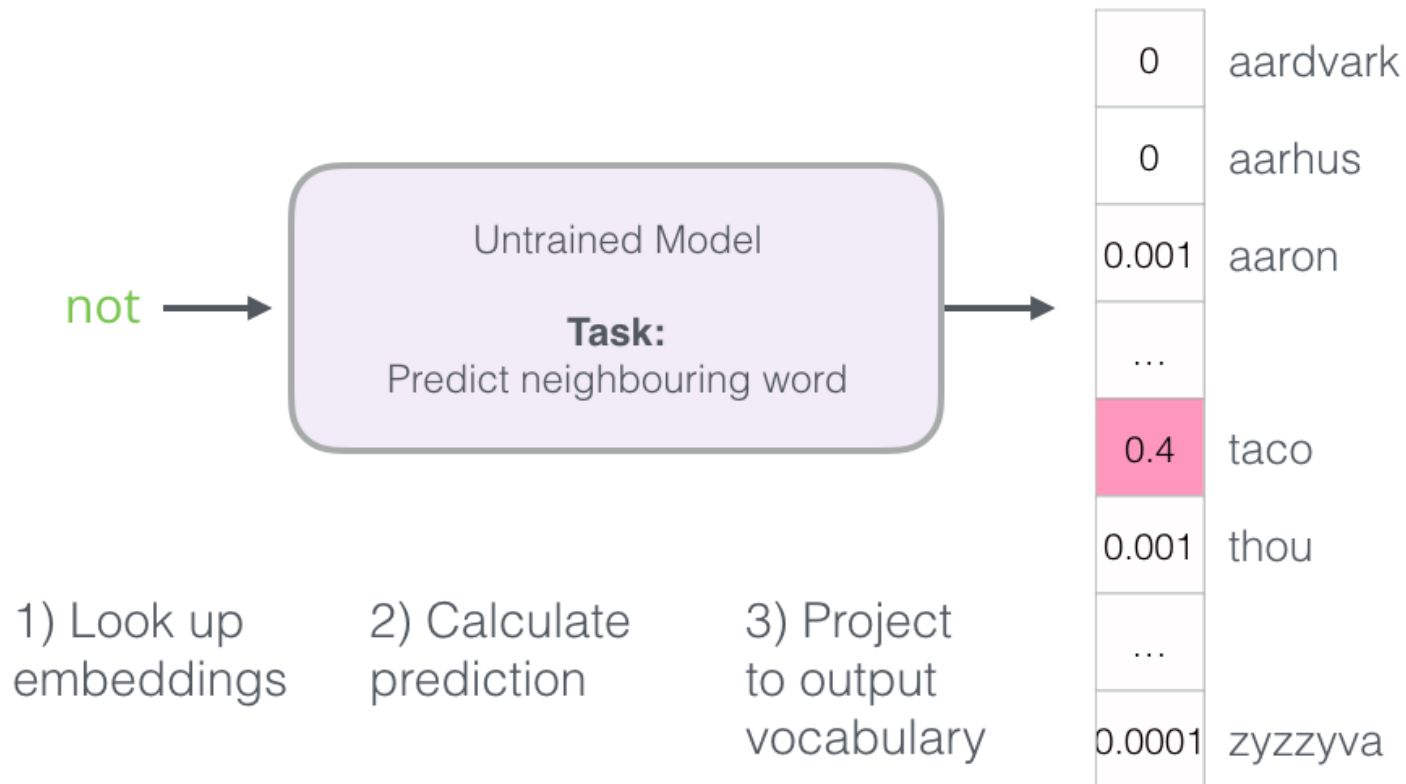 0 aardvark
0 aarhus
0.001 aaron
...
0.4 taco
0.001 thou
...
0.0001 zyzzyva
not
Untrained Model
Task:
Predict neighbouring word
1) Look up
embeddings
2) Calculate
prediction
3) Project
to output
vocabulary